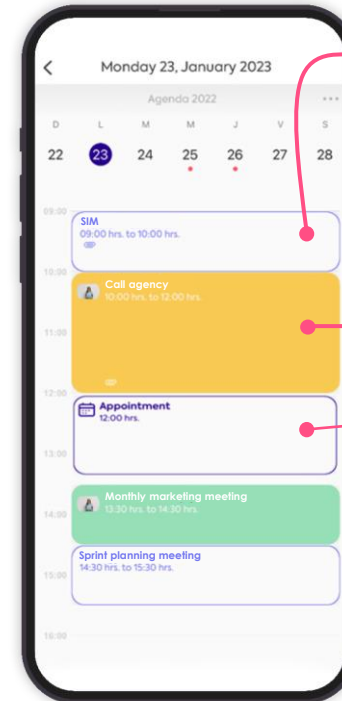 Monday 23, January 2023
Agenda 2022
D L M M J V S
22 23 24 25 26 27 28
09:00
SIM
09:00 hrs. to 10:00 hrs.
10:00
Call agency
10:00 hrs. to 12:00 hrs.
11:00
12:00
Appointment
12:00 hrs.
13:00
Monthly marketing meeting
13:30 hrs. to 14:30 hrs.
14:00
Sprint planning meeting
14:30 hrs. to 15:30 hrs.
15:00
16:00